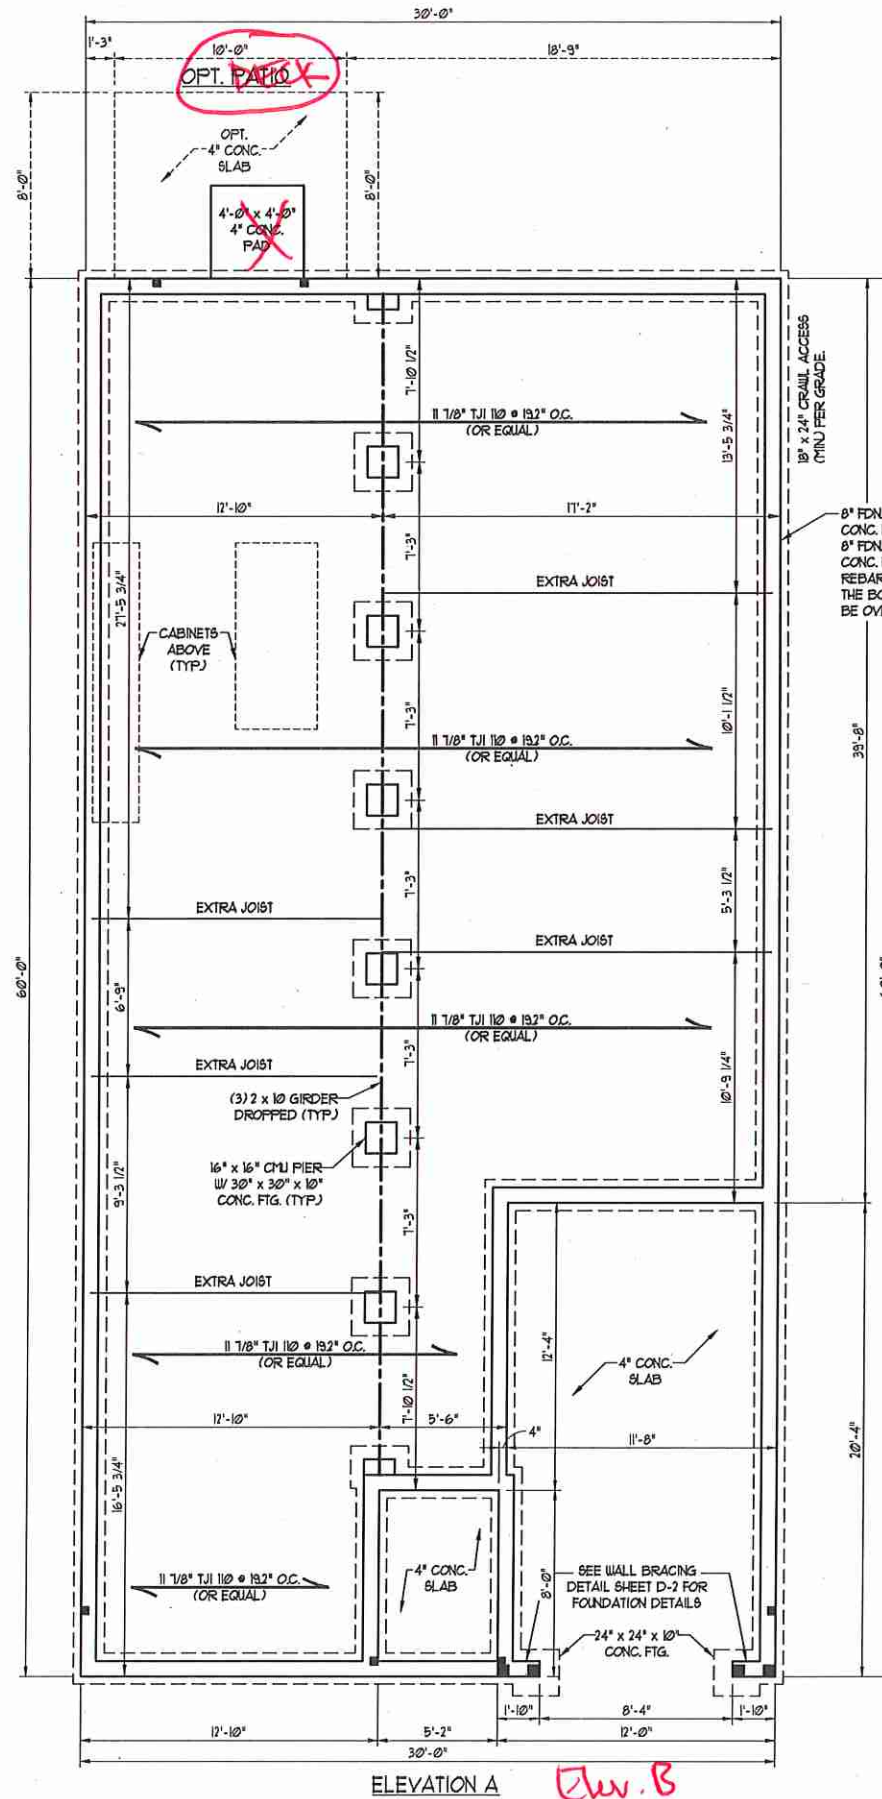 30'-0"
1'-3"
10'-0"
18'-9"
OPT. PATIO
DECK
OPT.
4" CONC.
SLAB
8'-0"
8'-0"
4'-0" x 4'-0"
4" CONC.
PAD
7'-10 1/2"
13'-5 3/4"
18" x 24" CRAWL ACCESS
(MIN.) PER GRADE.
11 7/8" TJI 110 @ 19.2" O.C.
(OR EQUAL)
12'-10"
17'-2"
8" FDN.
CONC.
8" FDN.
CONC.
REBAR
THE BO
BE OV
27'-5 3/4"
7'-3"
EXTRA JOIST
CABINETS
ABOVE
(TYP.)
7'-3"
10'-1 1/2"
39'-8"
11 7/8" TJI 110 @ 19.2" O.C.
(OR EQUAL)
EXTRA JOIST
7'-3"
5'-3 1/2"
EXTRA JOIST
EXTRA JOIST
60'-0"
6'-9"
7'-3"
11 7/8" TJI 110 @ 19.2" O.C.
(OR EQUAL)
EXTRA JOIST
10'-9 1/4"
(3) 2 x 10 GIRDER
DROPPED (TYP.)
16" x 16" CMU PIER
W/ 30" x 30" x 10"
CONC. FTG. (TYP.)
9'-3 1/2"
7'-3"
EXTRA JOIST
11 7/8" TJI 110 @ 19.2" O.C.
(OR EQUAL)
12'-4"
4" CONC.
SLAB
7'-10 1/2"
12'-10"
5'-6"
4"
11'-8"
20'-4"
16'-5 3/4"
11 7/8" TJI 110 @ 19.2" O.C.
(OR EQUAL)
4" CONC.
SLAB
8'-0"
SEE WALL BRACING
DETAIL SHEET D-2 FOR
FOUNDATION DETAILS
24" x 24" x 10"
CONC. FTG.
1'-10"
8'-4"
1'-10"
12'-10"
5'-2"
12'-0"
30'-0"
ELEVATION A
Elev. B